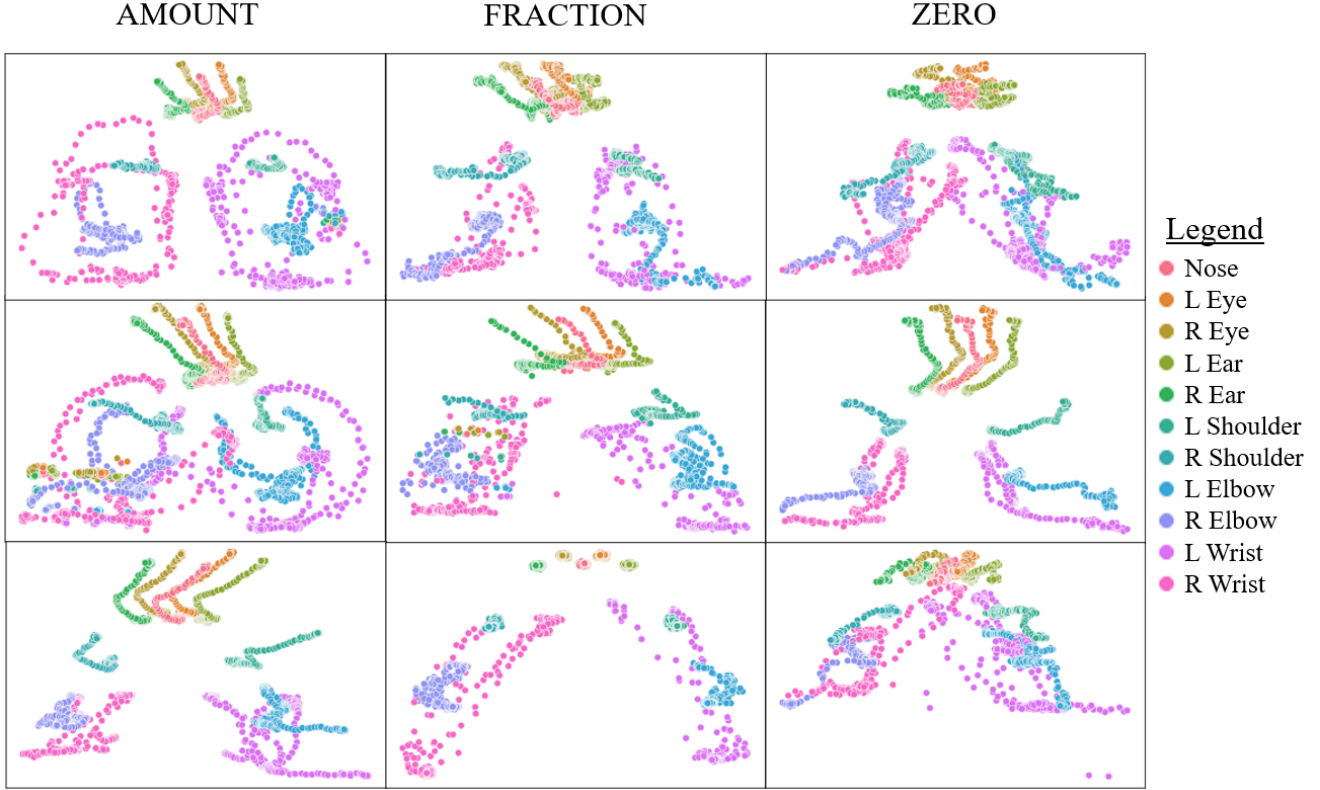 AMOUNT
FRACTION
ZERO
Legend
Nose
L Eye
R Eye
L Ear
R Ear
L Shoulder
R Shoulder
L Elbow
R Elbow
L Wrist
R Wrist